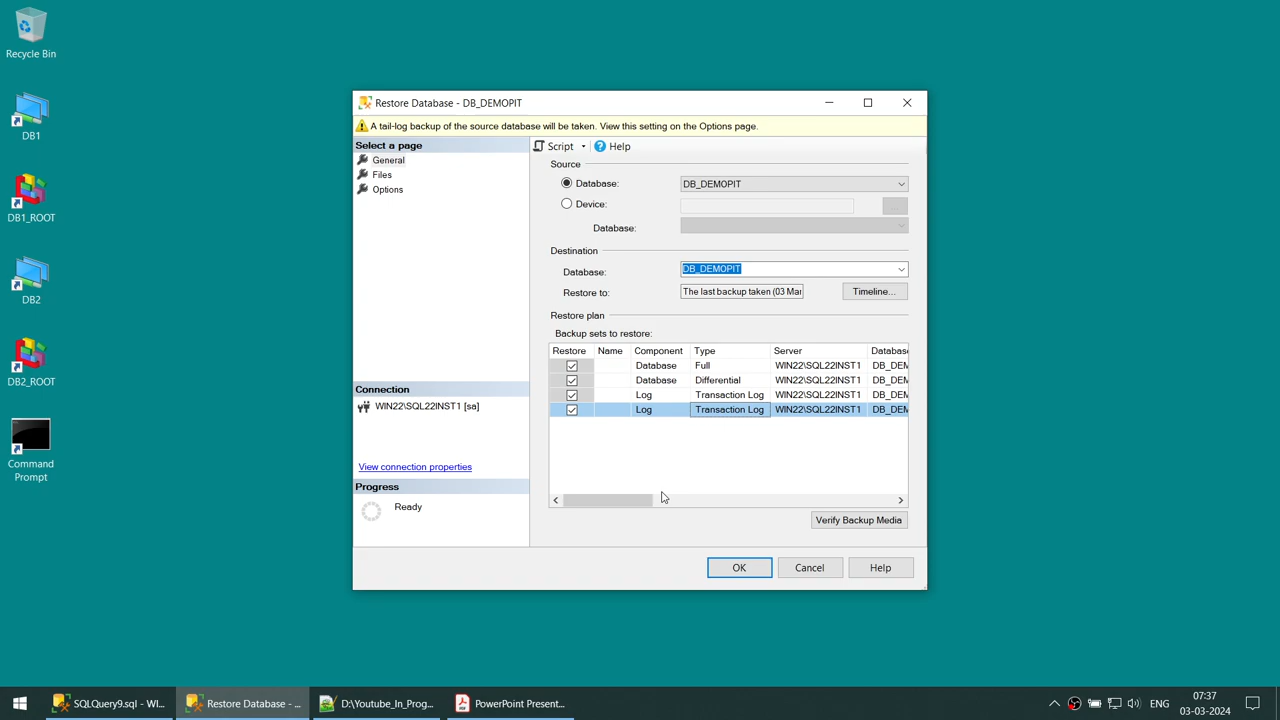 Recycle Bin
DB1
DB1_ROOT
DB2
DB2_ROOT
Command
Prompt
Restore Database - DB_DEMOPIT
A tail-log backup of the source database will be taken. View this setting on the Options page.
Select a page
General
Files
Options
Connection
WIN22\SQL22INST1 [sa]
View connection properties
Progress
Ready
Script
Help
Source
Database: DB_DEMOPIT
Device:
Database:
Destination
Database: DB_DEMOPIT
Restore to: The last backup taken (03 Mar Timeline...
Restore plan
Backup sets to restore:
Restore Name Component Type Server Database
Database Full WIN22\SQL22INST1 DB_DEM
Database Differential WIN22\SQL22INST1 DB_DEM
Log Transaction Log WIN22\SQL22INST1 DB_DEM
Log Transaction Log WIN22\SQL22INST1 DB_DEM
Verify Backup Media
OK Cancel Help
SQLQuery9.sql - WI... Restore Database - ... D:\Youtube_In_Prog... PowerPoint Present...
ENG
07:37
03-03-2024